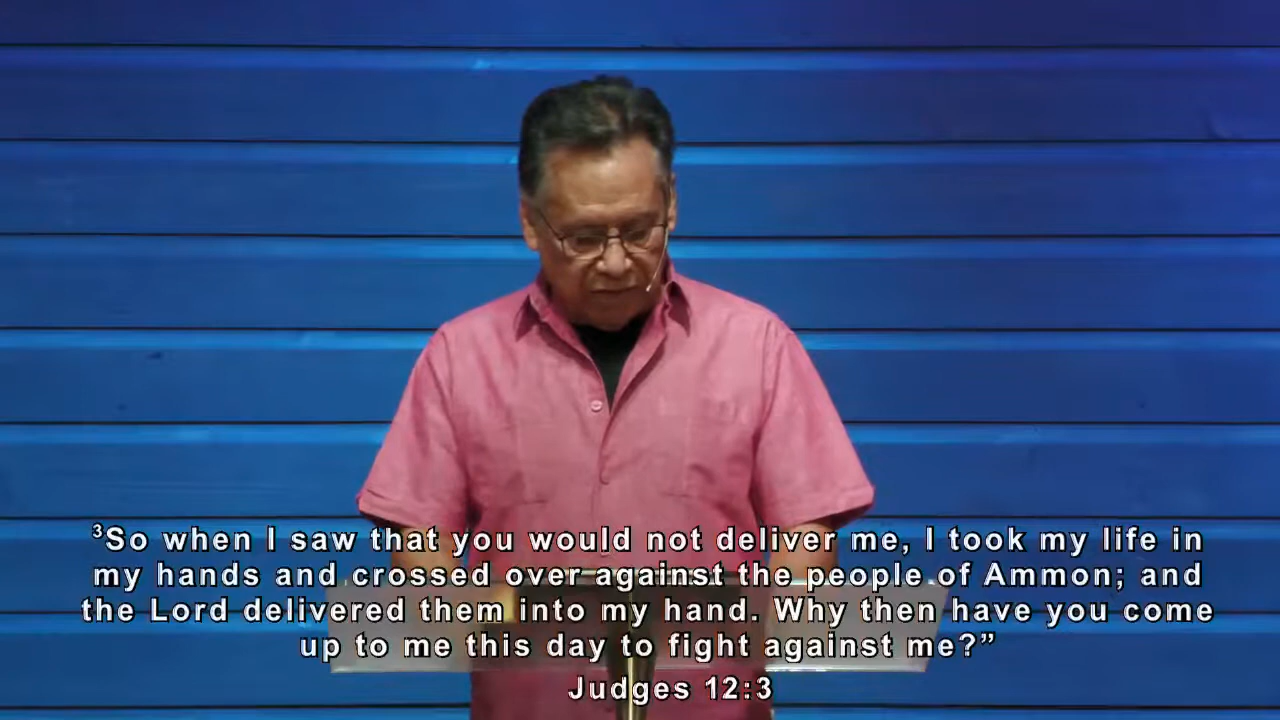 ³So when I saw that you would not deliver me, I took my life in
my hands and crossed over against the people of Ammon; and
the Lord delivered them into my hand. Why then have you come
up to me this day to fight against me?”
Judges 12:3